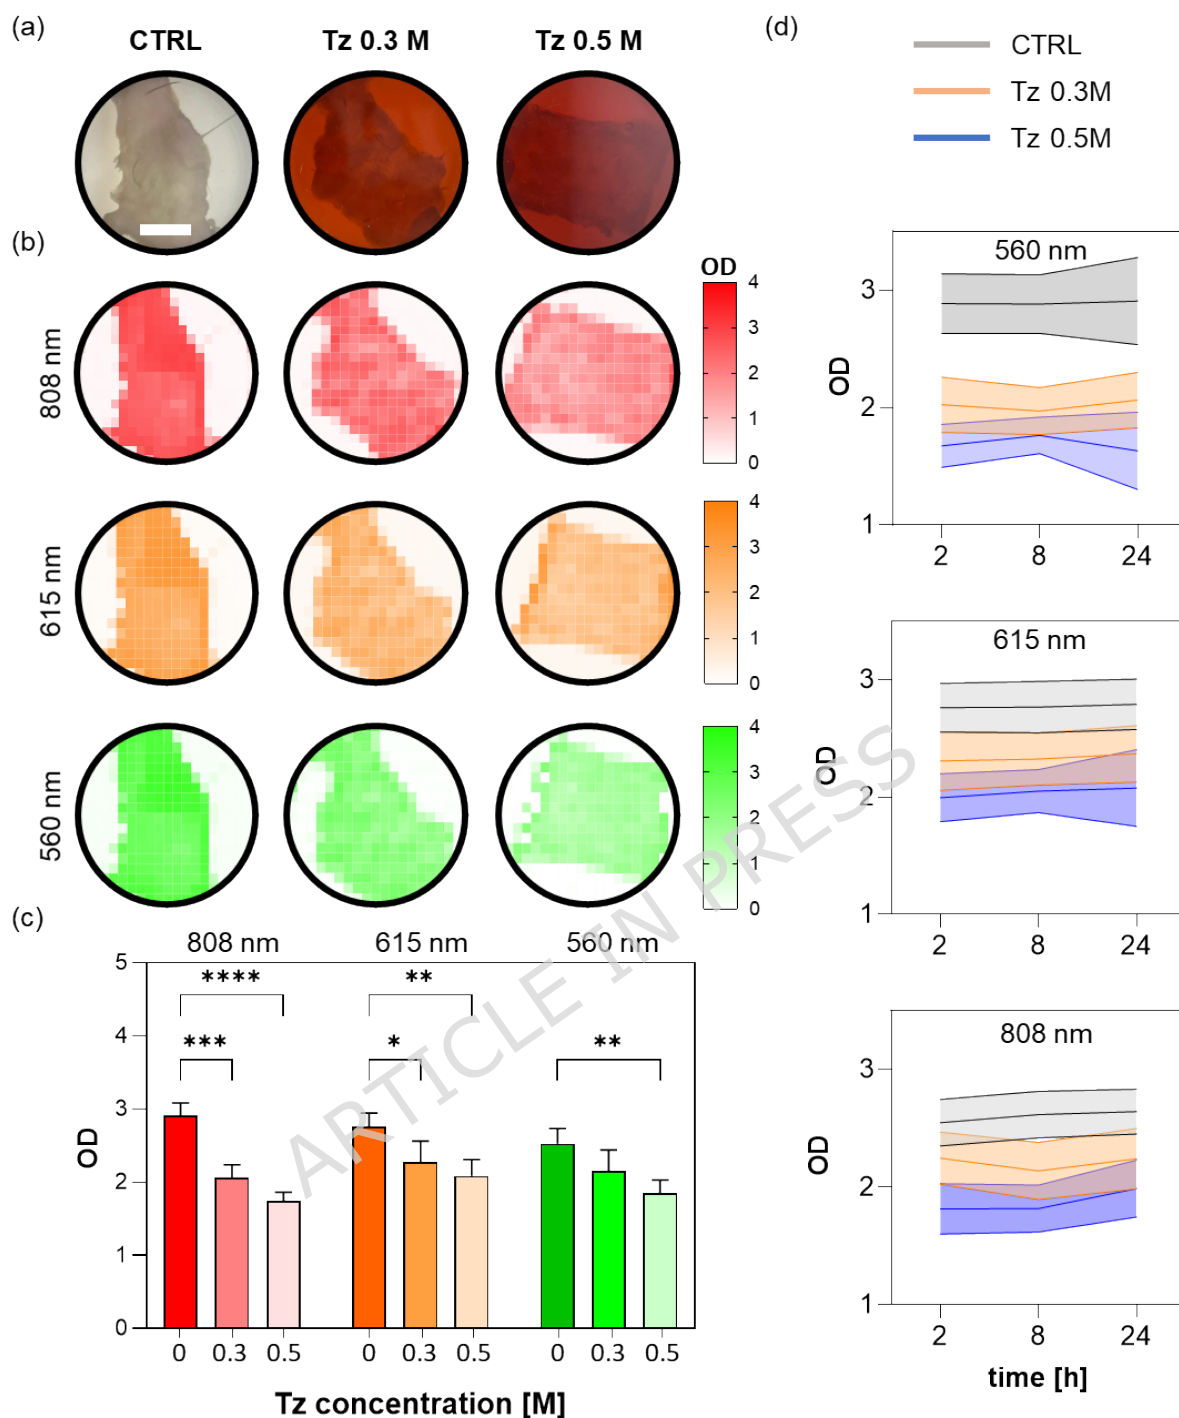 (a)
CTRL Tz 0.3 M Tz 0.5 M
(b)
OD
808 nm
4
3
2
1
0
615 nm
4
3
2
1
0
560 nm
4
3
2
1
0
(c)
808 nm 615 nm 560 nm
**** **
*** * **
OD
5
4
3
2
1
0
0 0.3 0.5 0 0.3 0.5 0 0.3 0.5
Tz concentration [M]
(d)
CTRL
Tz 0.3M
Tz 0.5M
560 nm
OD
3
2
1
2 8 24
615 nm
OD
3
2
1
2 8 24
808 nm
OD
3
2
1
2 8 24
time [h]
ARTICLE IN PRESS